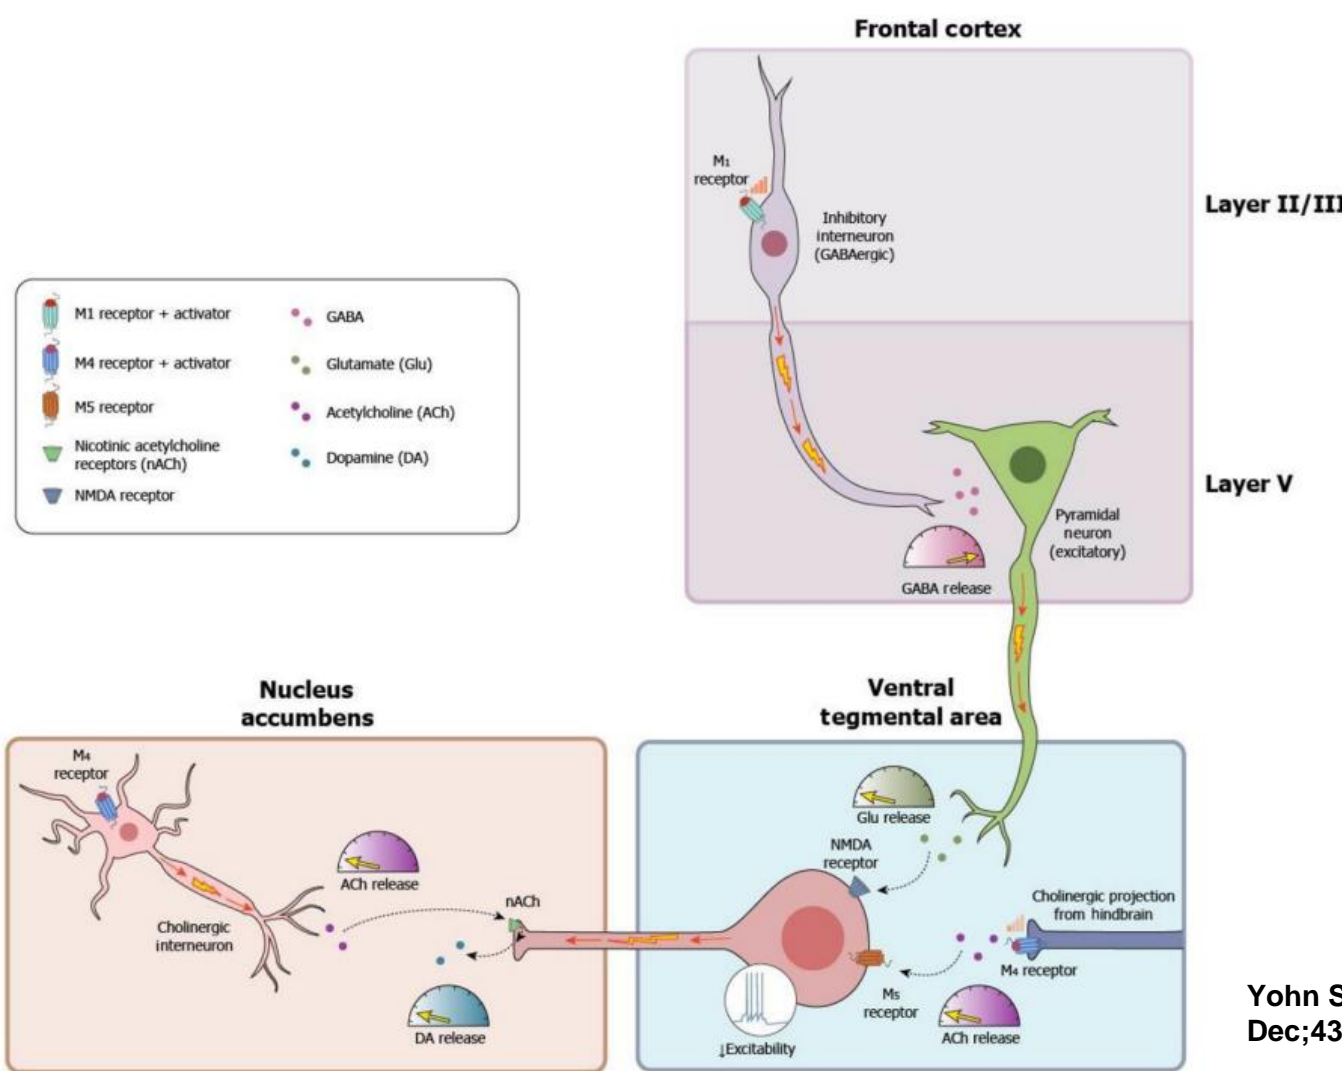 Frontal cortex
M1
receptor
Inhibitory
interneuron
(GABAergic)
Layer II/III
M1 receptor + activator
M4 receptor + activator
M5 receptor
Nicotinic acetylcholine
receptors (nACh)
NMDA receptor
GABA
Glutamate (Glu)
Acetylcholine (ACh)
Dopamine (DA)
Layer V
Pyramidal
neuron
(excitatory)
GABA release
Nucleus
accumbens
M4
receptor
ACh release
Cholinergic
interneuron
nACh
DA release
Ventral
tegmental area
Glu release
NMDA
receptor
Cholinergic projection
from hindbrain
M4 receptor
M5
receptor
ACh release
↓Excitability
Yohn S
Dec;43